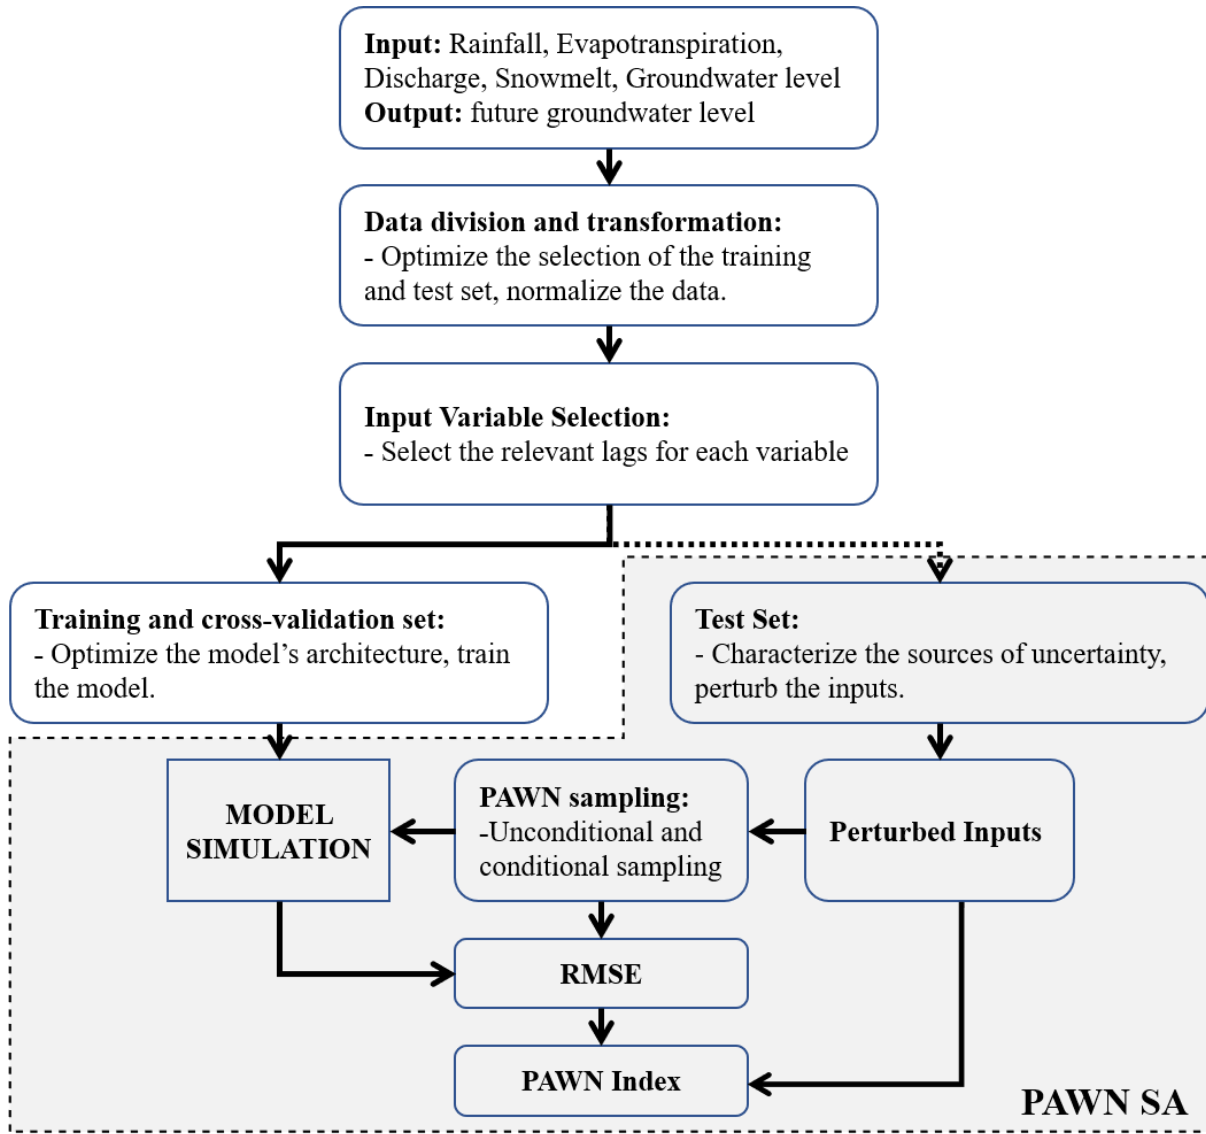 Input: Rainfall, Evapotranspiration,
Discharge, Snowmelt, Groundwater level
Output: future groundwater level
Data division and transformation:
- Optimize the selection of the training
and test set, normalize the data.
Input Variable Selection:
- Select the relevant lags for each variable
Training and cross-validation set:
- Optimize the model’s architecture, train
the model.
Test Set:
- Characterize the sources of uncertainty,
perturb the inputs.
MODEL
SIMULATION
PAWN sampling:
-Unconditional and
conditional sampling
Perturbed Inputs
RMSE
PAWN Index
PAWN SA